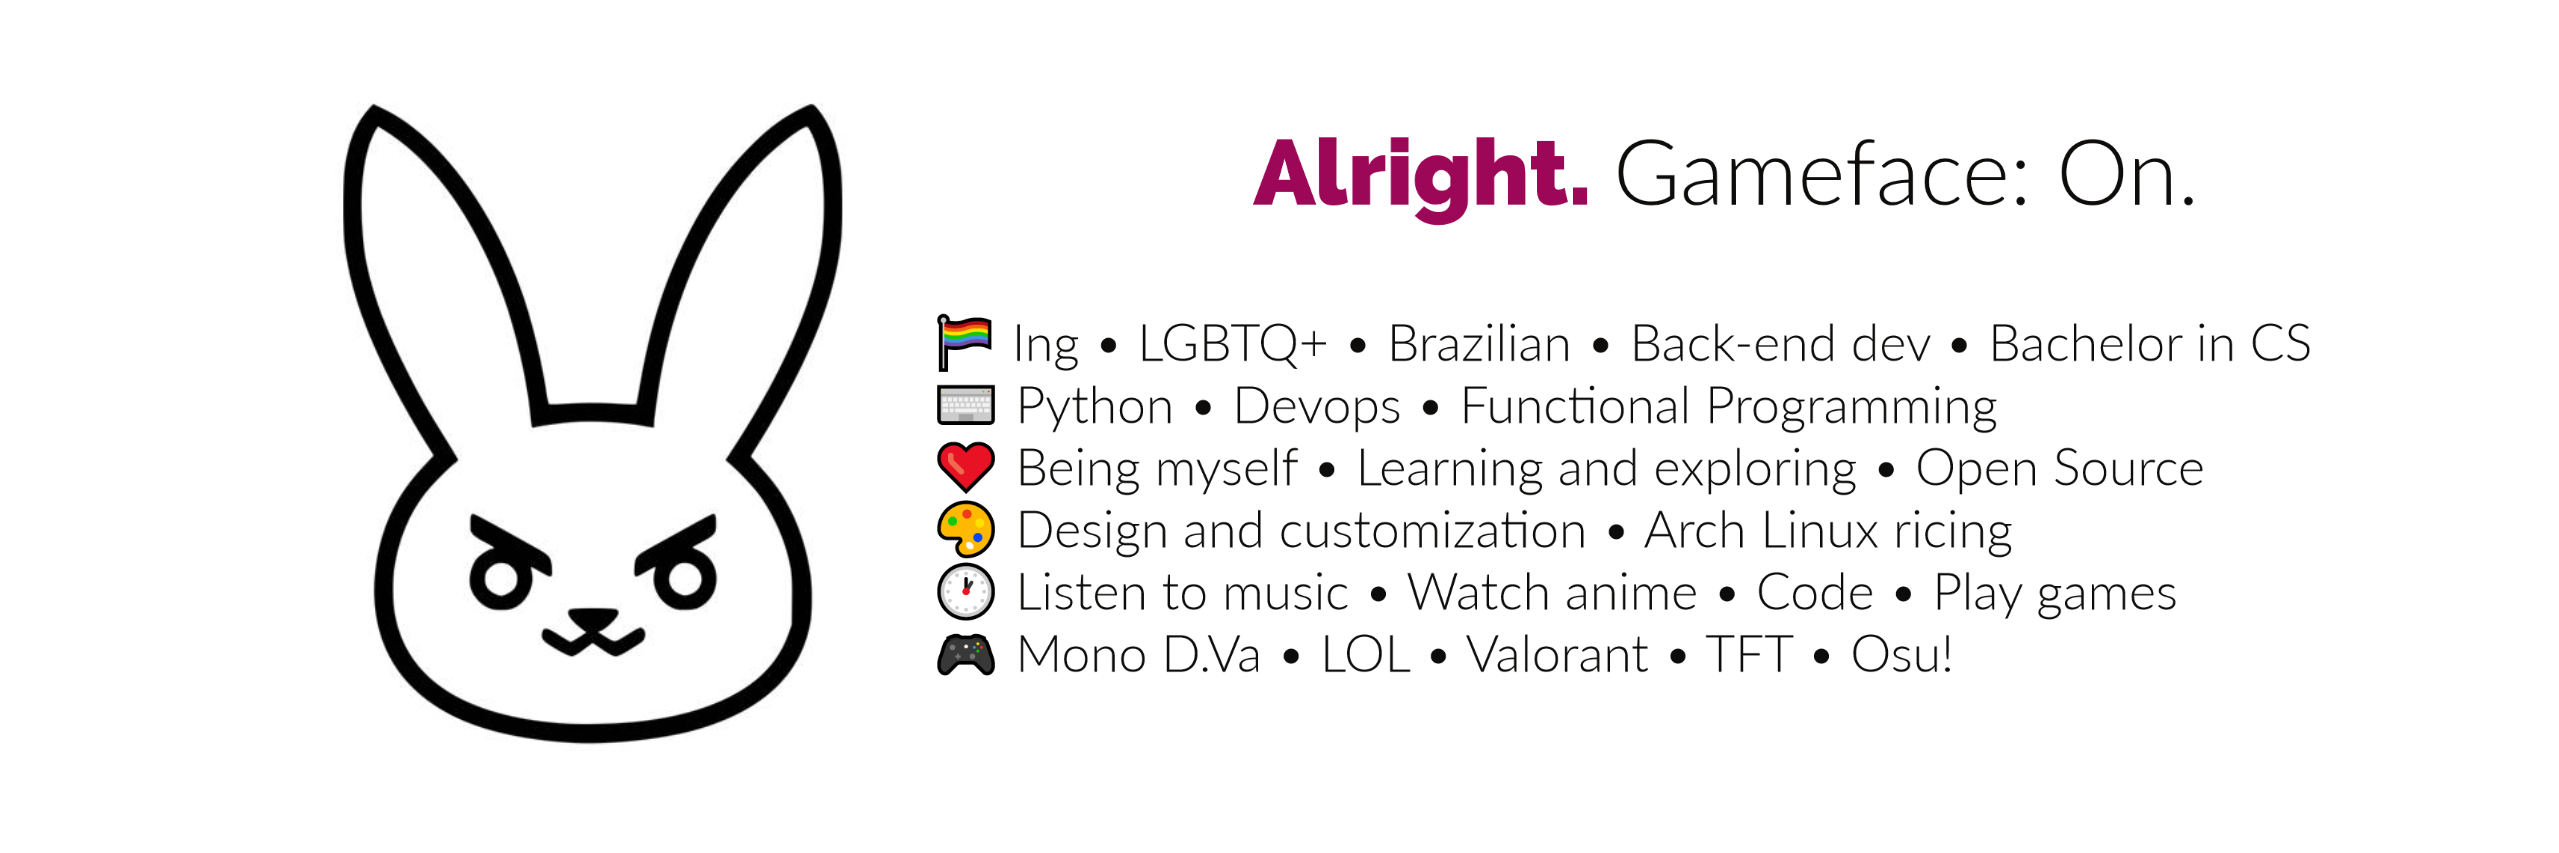 Alright. Gameface: On.
Ing • LGBTQ+ • Brazilian • Back-end dev • Bachelor in CS
Python • Devops • Functional Programming
Being myself • Learning and exploring • Open Source
Design and customization • Arch Linux ricing
Listen to music • Watch anime • Code • Play games
Mono D.Va • LOL • Valorant • TFT • Osu!